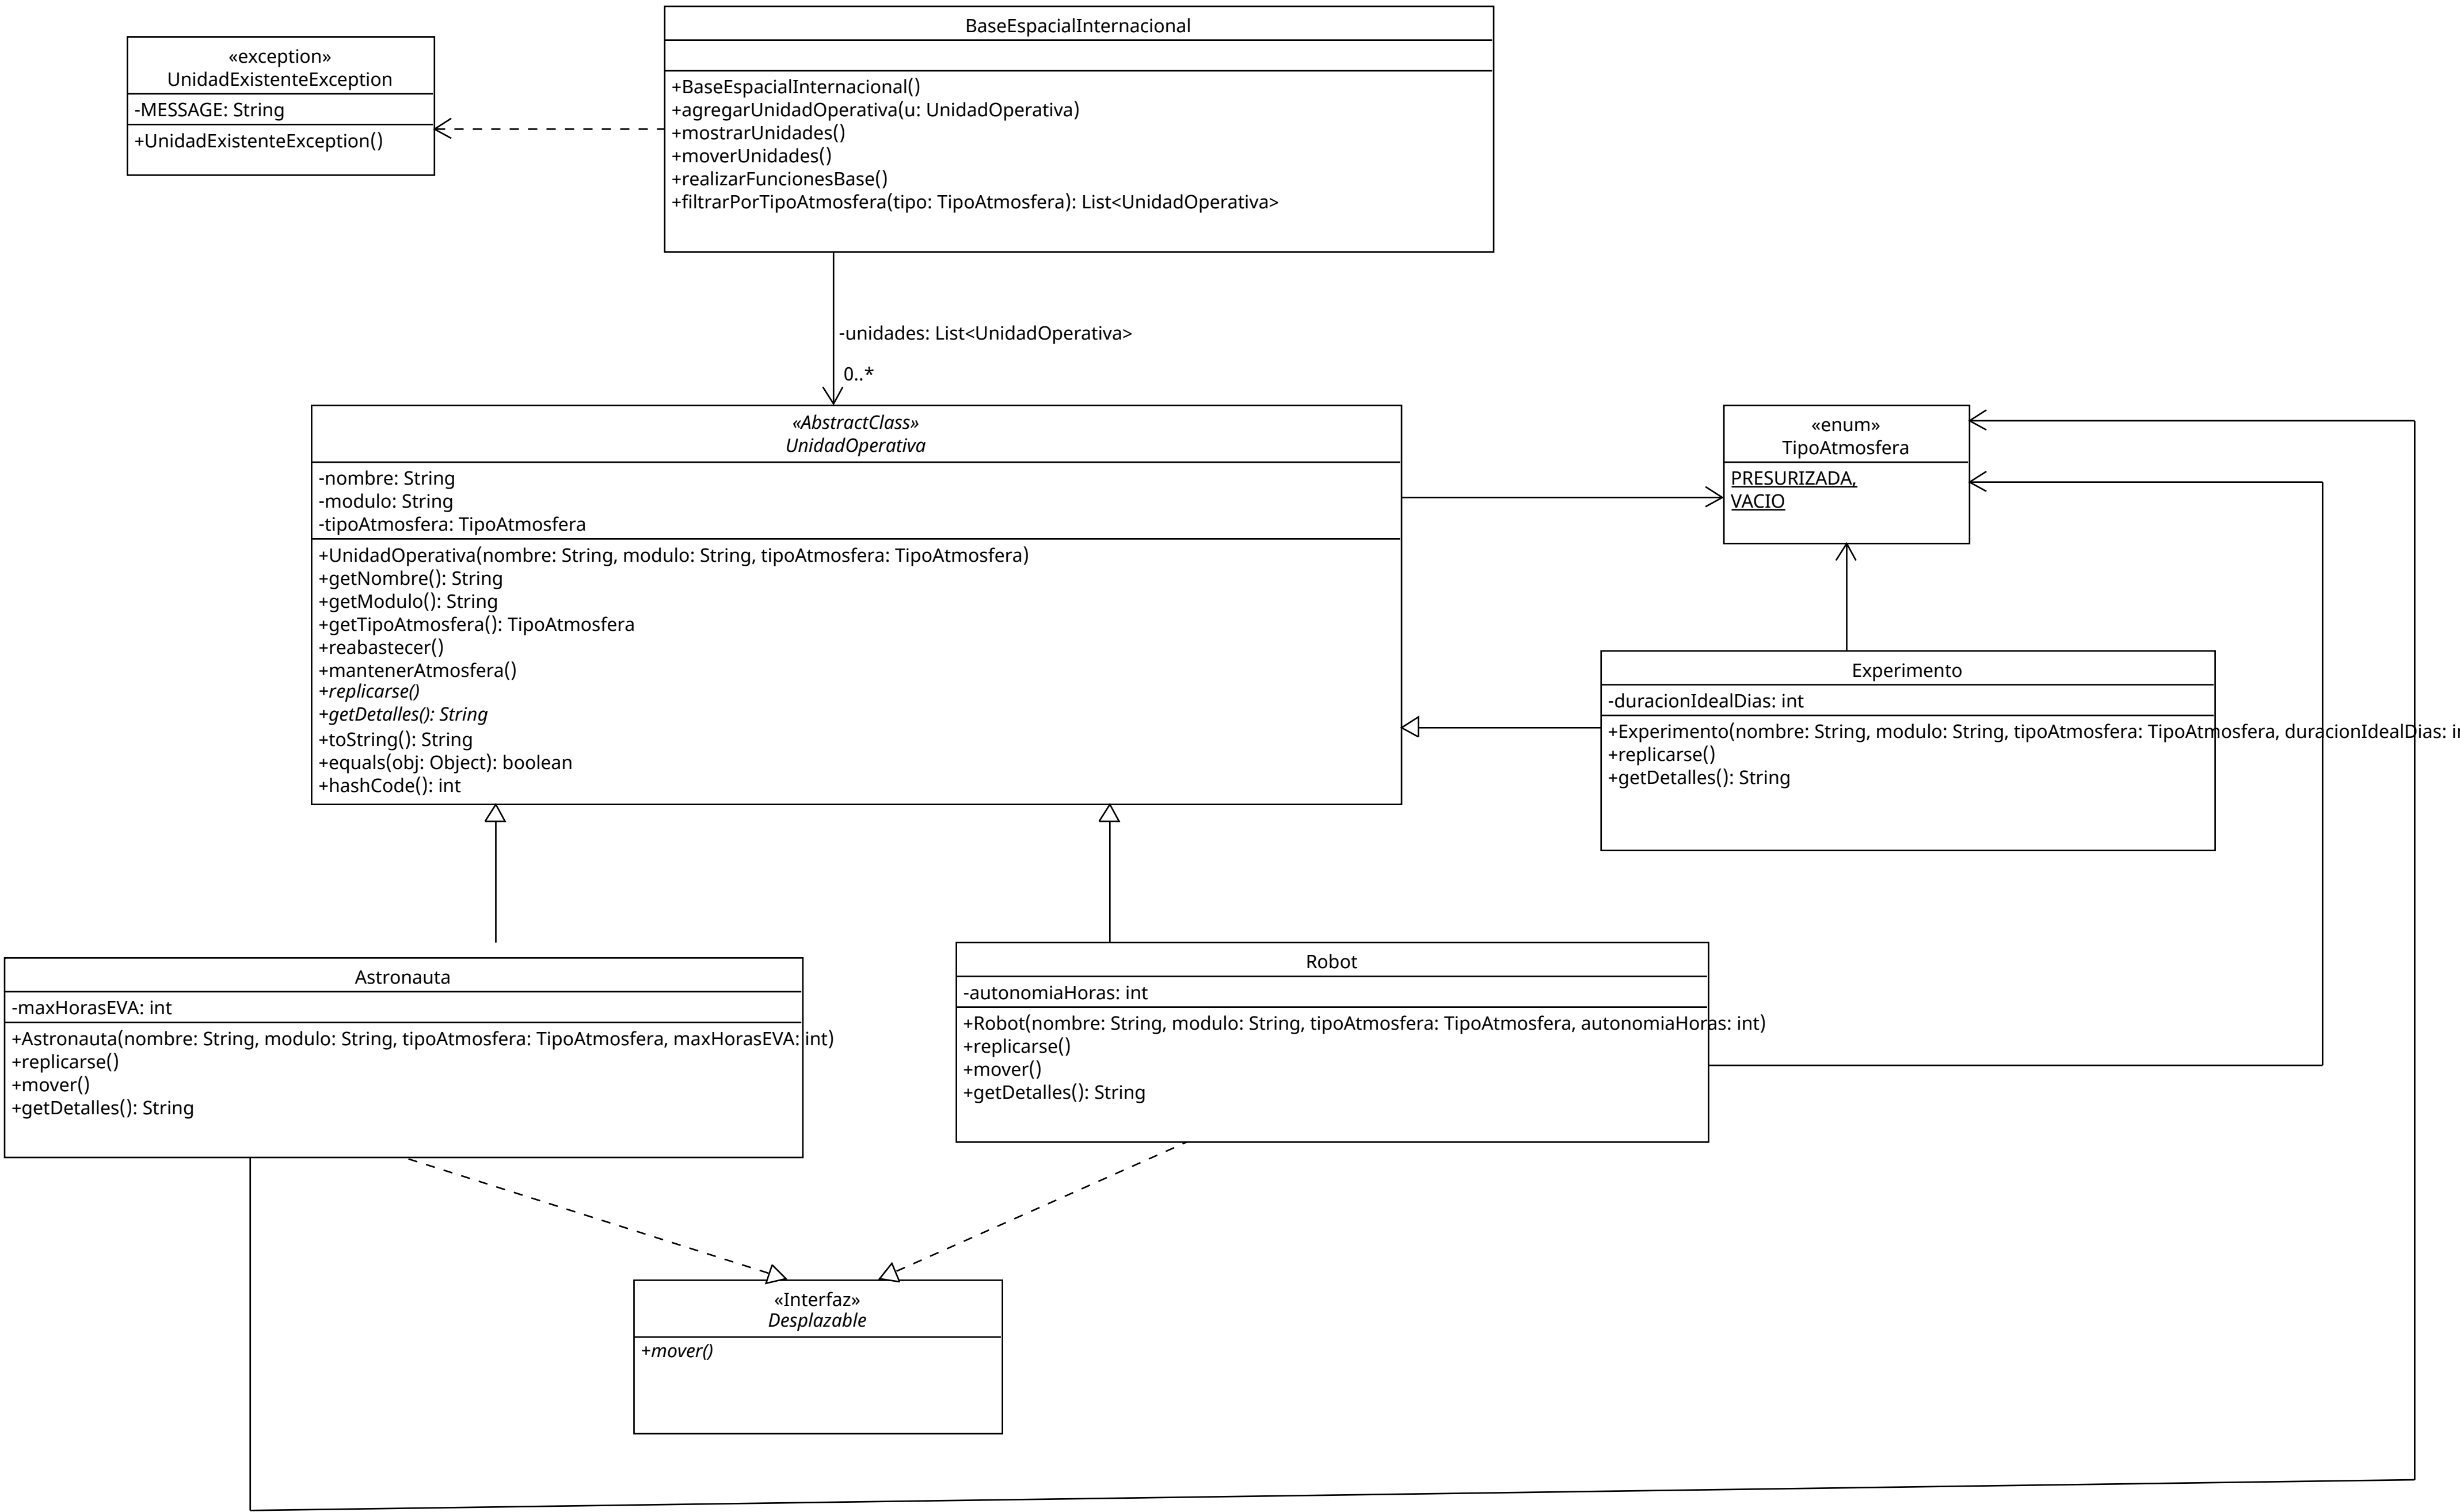 BaseEspacialInternacional
+BaseEspacialInternacional()
+agregarUnidadOperativa(u: UnidadOperativa)
+mostrarUnidades()
+moverUnidades()
+realizarFuncionesBase()
+filtrarPorTipoAtmosfera(tipo: TipoAtmosfera): List<UnidadOperativa>
«exception»
UnidadExistenteException
-MESSAGE: String
+UnidadExistenteException()
-unidades: List<UnidadOperativa>
0..*
«AbstractClass»
UnidadOperativa
-nombre: String
-modulo: String
-tipoAtmosfera: TipoAtmosfera
+UnidadOperativa(nombre: String, modulo: String, tipoAtmosfera: TipoAtmosfera)
+getNombre(): String
+getModulo(): String
+getTipoAtmosfera(): TipoAtmosfera
+reabastecer()
+mantenerAtmosfera()
+replicarse()
+getDetalles(): String
+toString(): String
+equals(obj: Object): boolean
+hashCode(): int
«enum»
TipoAtmosfera
PRESURIZADA,
VACIO
Experimento
-duracionIdealDias: int
+Experimento(nombre: String, modulo: String, tipoAtmosfera: TipoAtmosfera, duracionIdealDias:
+replicarse()
+getDetalles(): String
Astronauta
-maxHorasEVA: int
+Astronauta(nombre: String, modulo: String, tipoAtmosfera: TipoAtmosfera, maxHorasEVA: int)
+replicarse()
+mover()
+getDetalles(): String
Robot
-autonomiaHoras: int
+Robot(nombre: String, modulo: String, tipoAtmosfera: TipoAtmosfera, autonomiaHoras: int)
+replicarse()
+mover()
+getDetalles(): String
«Interfaz»
Desplazable
+mover()